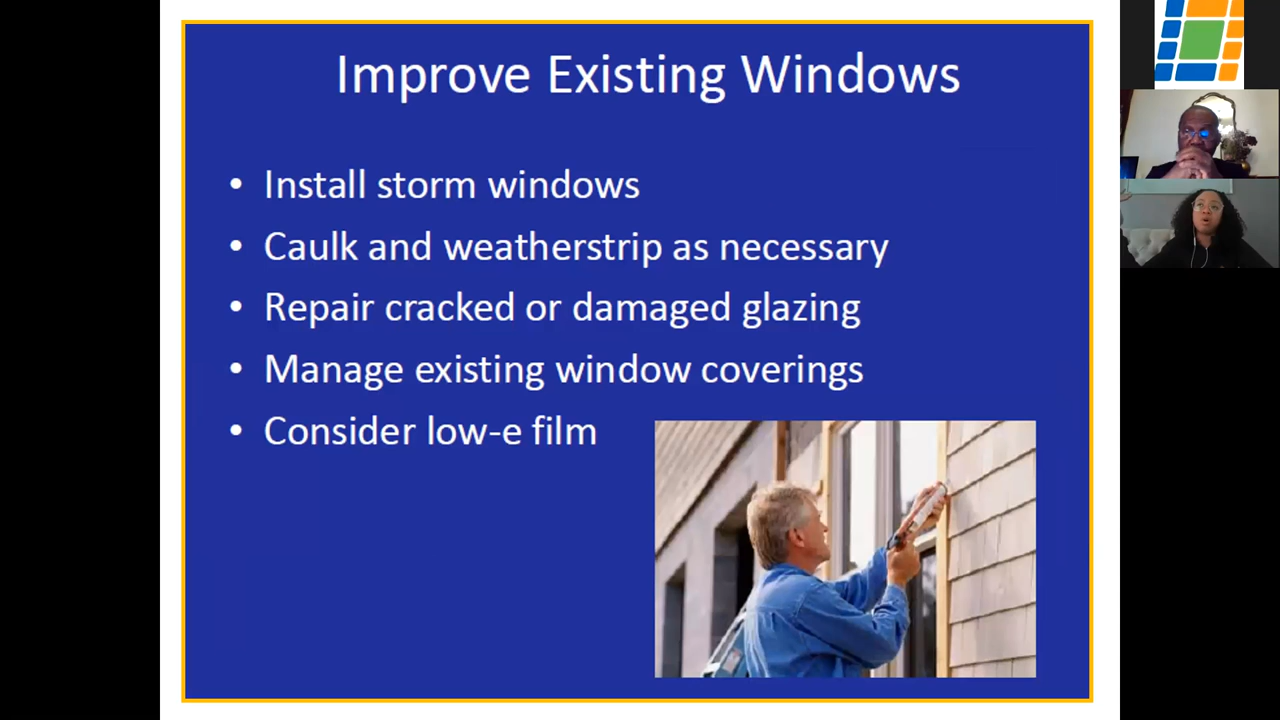 Improve Existing Windows
• Install storm windows
• Caulk and weatherstrip as necessary
• Repair cracked or damaged glazing
• Manage existing window coverings
• Consider low-e film